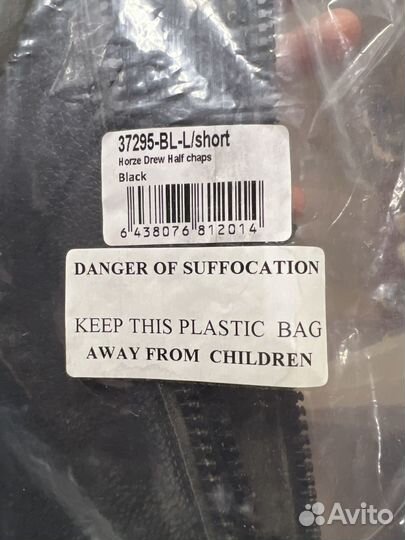 37295-BL-L/short
Horze Drew Half chaps
Black
6 438076 812014
DANGER OF SUFFOCATION
KEEP THIS PLASTIC BAG
AWAY FROM CHILDREN
Avito